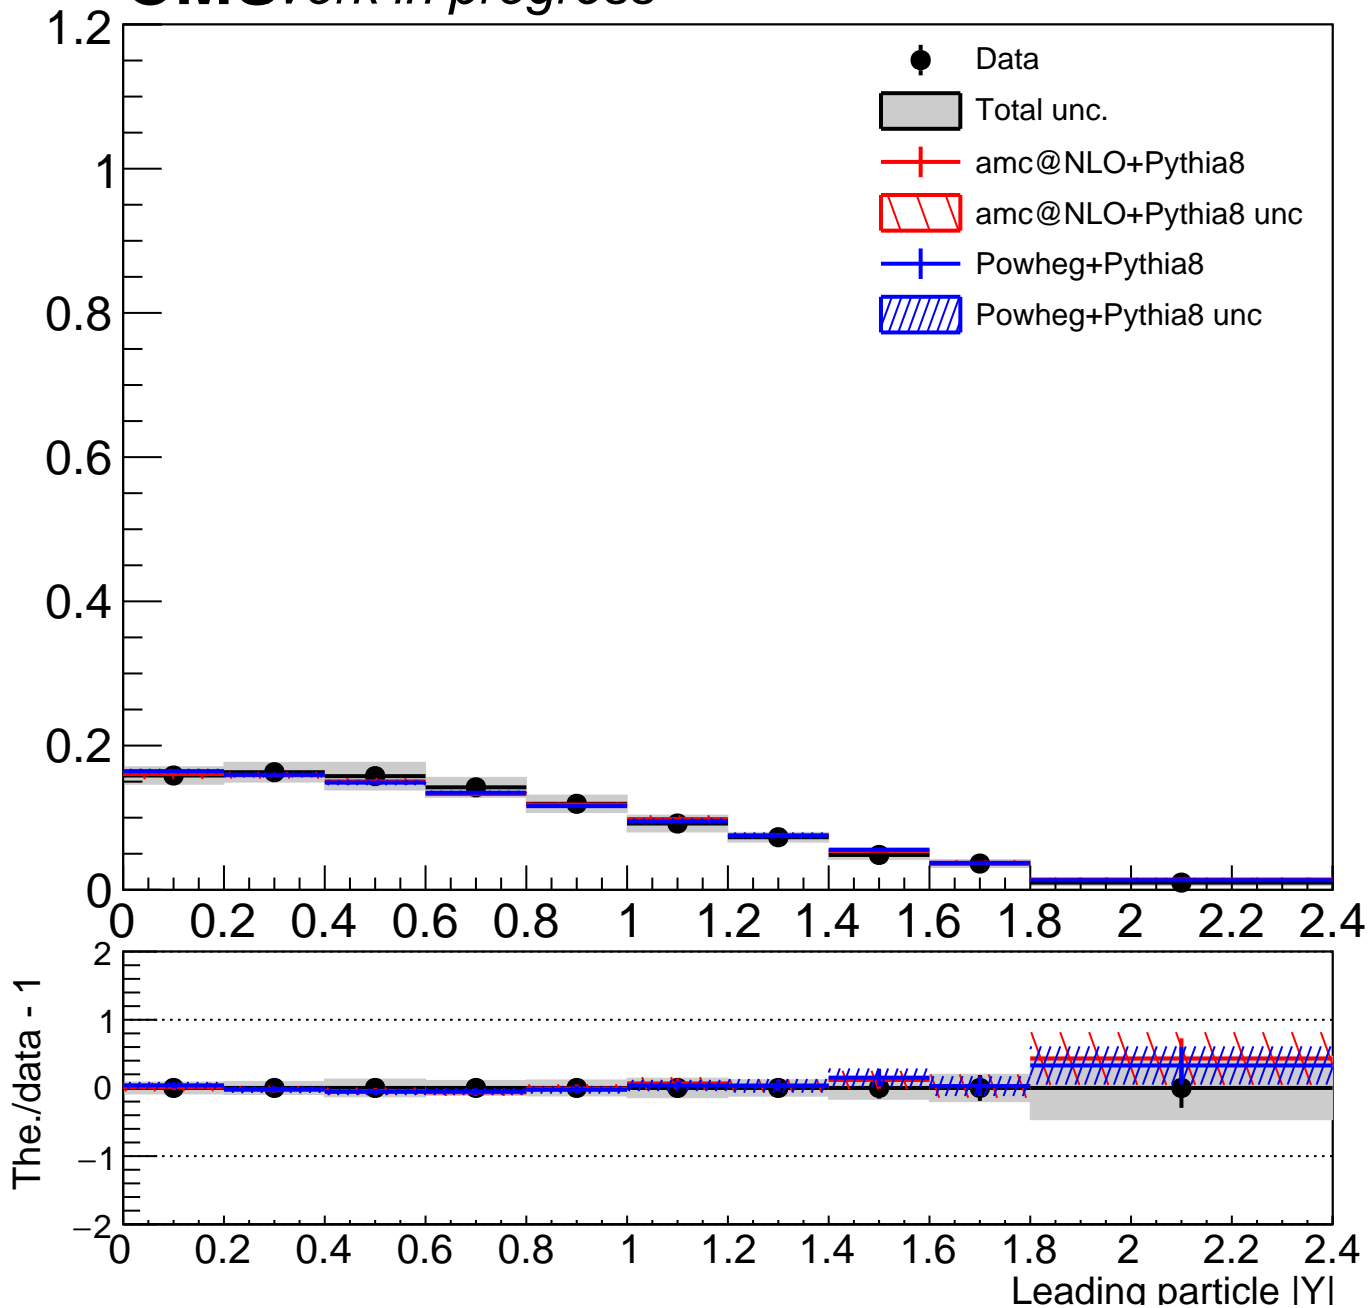 CMS Work in progress
1.2
1
0.8
0.6
0.4
0.2
0
Data
Total unc.
amc@NLO+Pythia8
amc@NLO+Pythia8 unc
Powheg+Pythia8
Powheg+Pythia8 unc
0 0.2 0.4 0.6 0.8 1 1.2 1.4 1.6 1.8 2 2.2 2.4
2
1
0
−1
−2
The./data - 1
0 0.2 0.4 0.6 0.8 1 1.2 1.4 1.6 1.8 2 2.2 2.4
Leading particle |Y|